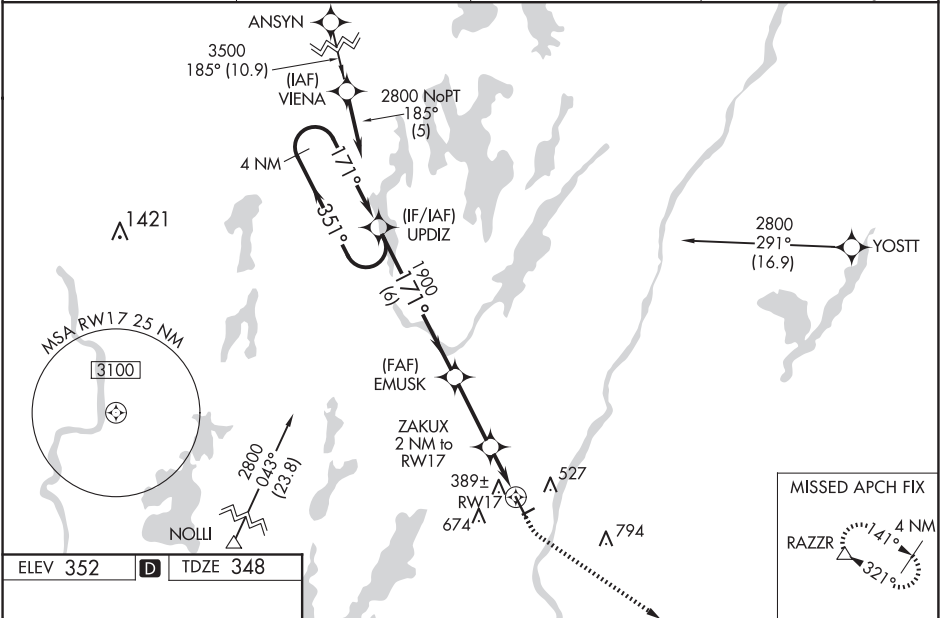 ANSYN
3500
185° (10.9)
(IAF)
VIENA
2800 NoPT
185°
(5)
4 NM
171°
351°
(IF/IAF)
UPDIZ
1421
2800
291°
(16.9)
YOSTT
1900
171°
(6)
MSA RW17 25 NM
3100
(FAF)
EMUSK
ZAKUX
2 NM to
RW17
389±
RW17
527
674
794
2800
043°
(23.8)
NOLLI
MISSED APCH FIX
4 NM
RAZZR
141°
321°
ELEV 352
D
TDZE 348